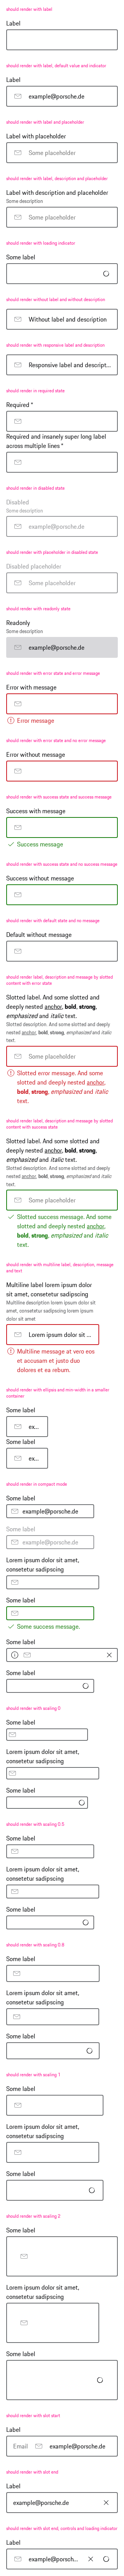 should render with label
Label
should render with label, default value and indicator
Label
example@porsche.de
should render with label and placeholder
Label with placeholder
Some placeholder
should render with label, description and placeholder
Label with description and placeholder
Some description
Some placeholder
should render with loading indicator
Some label
should render without label and without description
Without label and description
should render with responsive label and description
Responsive label and descript...
should render in required state
Required *
Required and insanely super long label
across multiple lines *
should render in disabled state
Disabled
Some description
example@porsche.de
should render with placeholder in disabled state
Disabled placeholder
Some placeholder
should render with readonly state
Readonly
Some description
example@porsche.de
should render with error state and error message
Error with message
Error message
should render with error state and no error message
Error without message
should render with success state and success message
Success with message
Success message
should render with success state and no success message
Success without message
should render with default state and no message
Default without message
should render label, description and message by slotted
content with error state
Slotted label. And some slotted and
deeply nested anchor, bold, strong,
emphasized and italic text.
Slotted description. And some slotted and deeply
nested anchor, bold, strong, emphasized and italic
text.
Some placeholder
Slotted error message. And some
slotted and deeply nested anchor,
bold, strong, emphasized and italic
text.
should render label, description and message by slotted
content with success state
Slotted label. And some slotted and
deeply nested anchor, bold, strong,
emphasized and italic text.
Slotted description. And some slotted and deeply
nested anchor, bold, strong, emphasized and italic
text.
Some placeholder
Slotted success message. And some
slotted and deeply nested anchor,
bold, strong, emphasized and italic
text.
should render with multiline label, description, message
and text
Multiline label lorem ipsum dolor
sit amet, consetetur sadipscing
Multiline description lorem ipsum dolor sit
amet, consetetur sadipscing lorem ipsum
dolor sit amet
Lorem ipsum dolor sit ...
Multiline message at vero eos
et accusam et justo duo
dolores et ea rebum.
should render with ellipsis and min-width in a smaller
container
Some label
ex...
Some label
ex...
should render in compact mode
Some label
example@porsche.de
Some label
example@porsche.de
Lorem ipsum dolor sit amet,
consetetur sadipscing
Some label
Some success message.
Some label
Some label
should render with scaling 0
Some label
Lorem ipsum dolor sit amet,
consetetur sadipscing
Some label
should render with scaling 0.5
Some label
Lorem ipsum dolor sit amet,
consetetur sadipscing
Some label
should render with scaling 0.8
Some label
Lorem ipsum dolor sit amet,
consetetur sadipscing
Some label
should render with scaling 1
Some label
Lorem ipsum dolor sit amet,
consetetur sadipscing
Some label
should render with scaling 2
Some label
Lorem ipsum dolor sit amet,
consetetur sadipscing
Some label
should render with slot start
Label
Email example@porsche.de
should render with slot end
Label
example@porsche.de
should render with slot end, controls and loading indicator
Label
example@porsch...